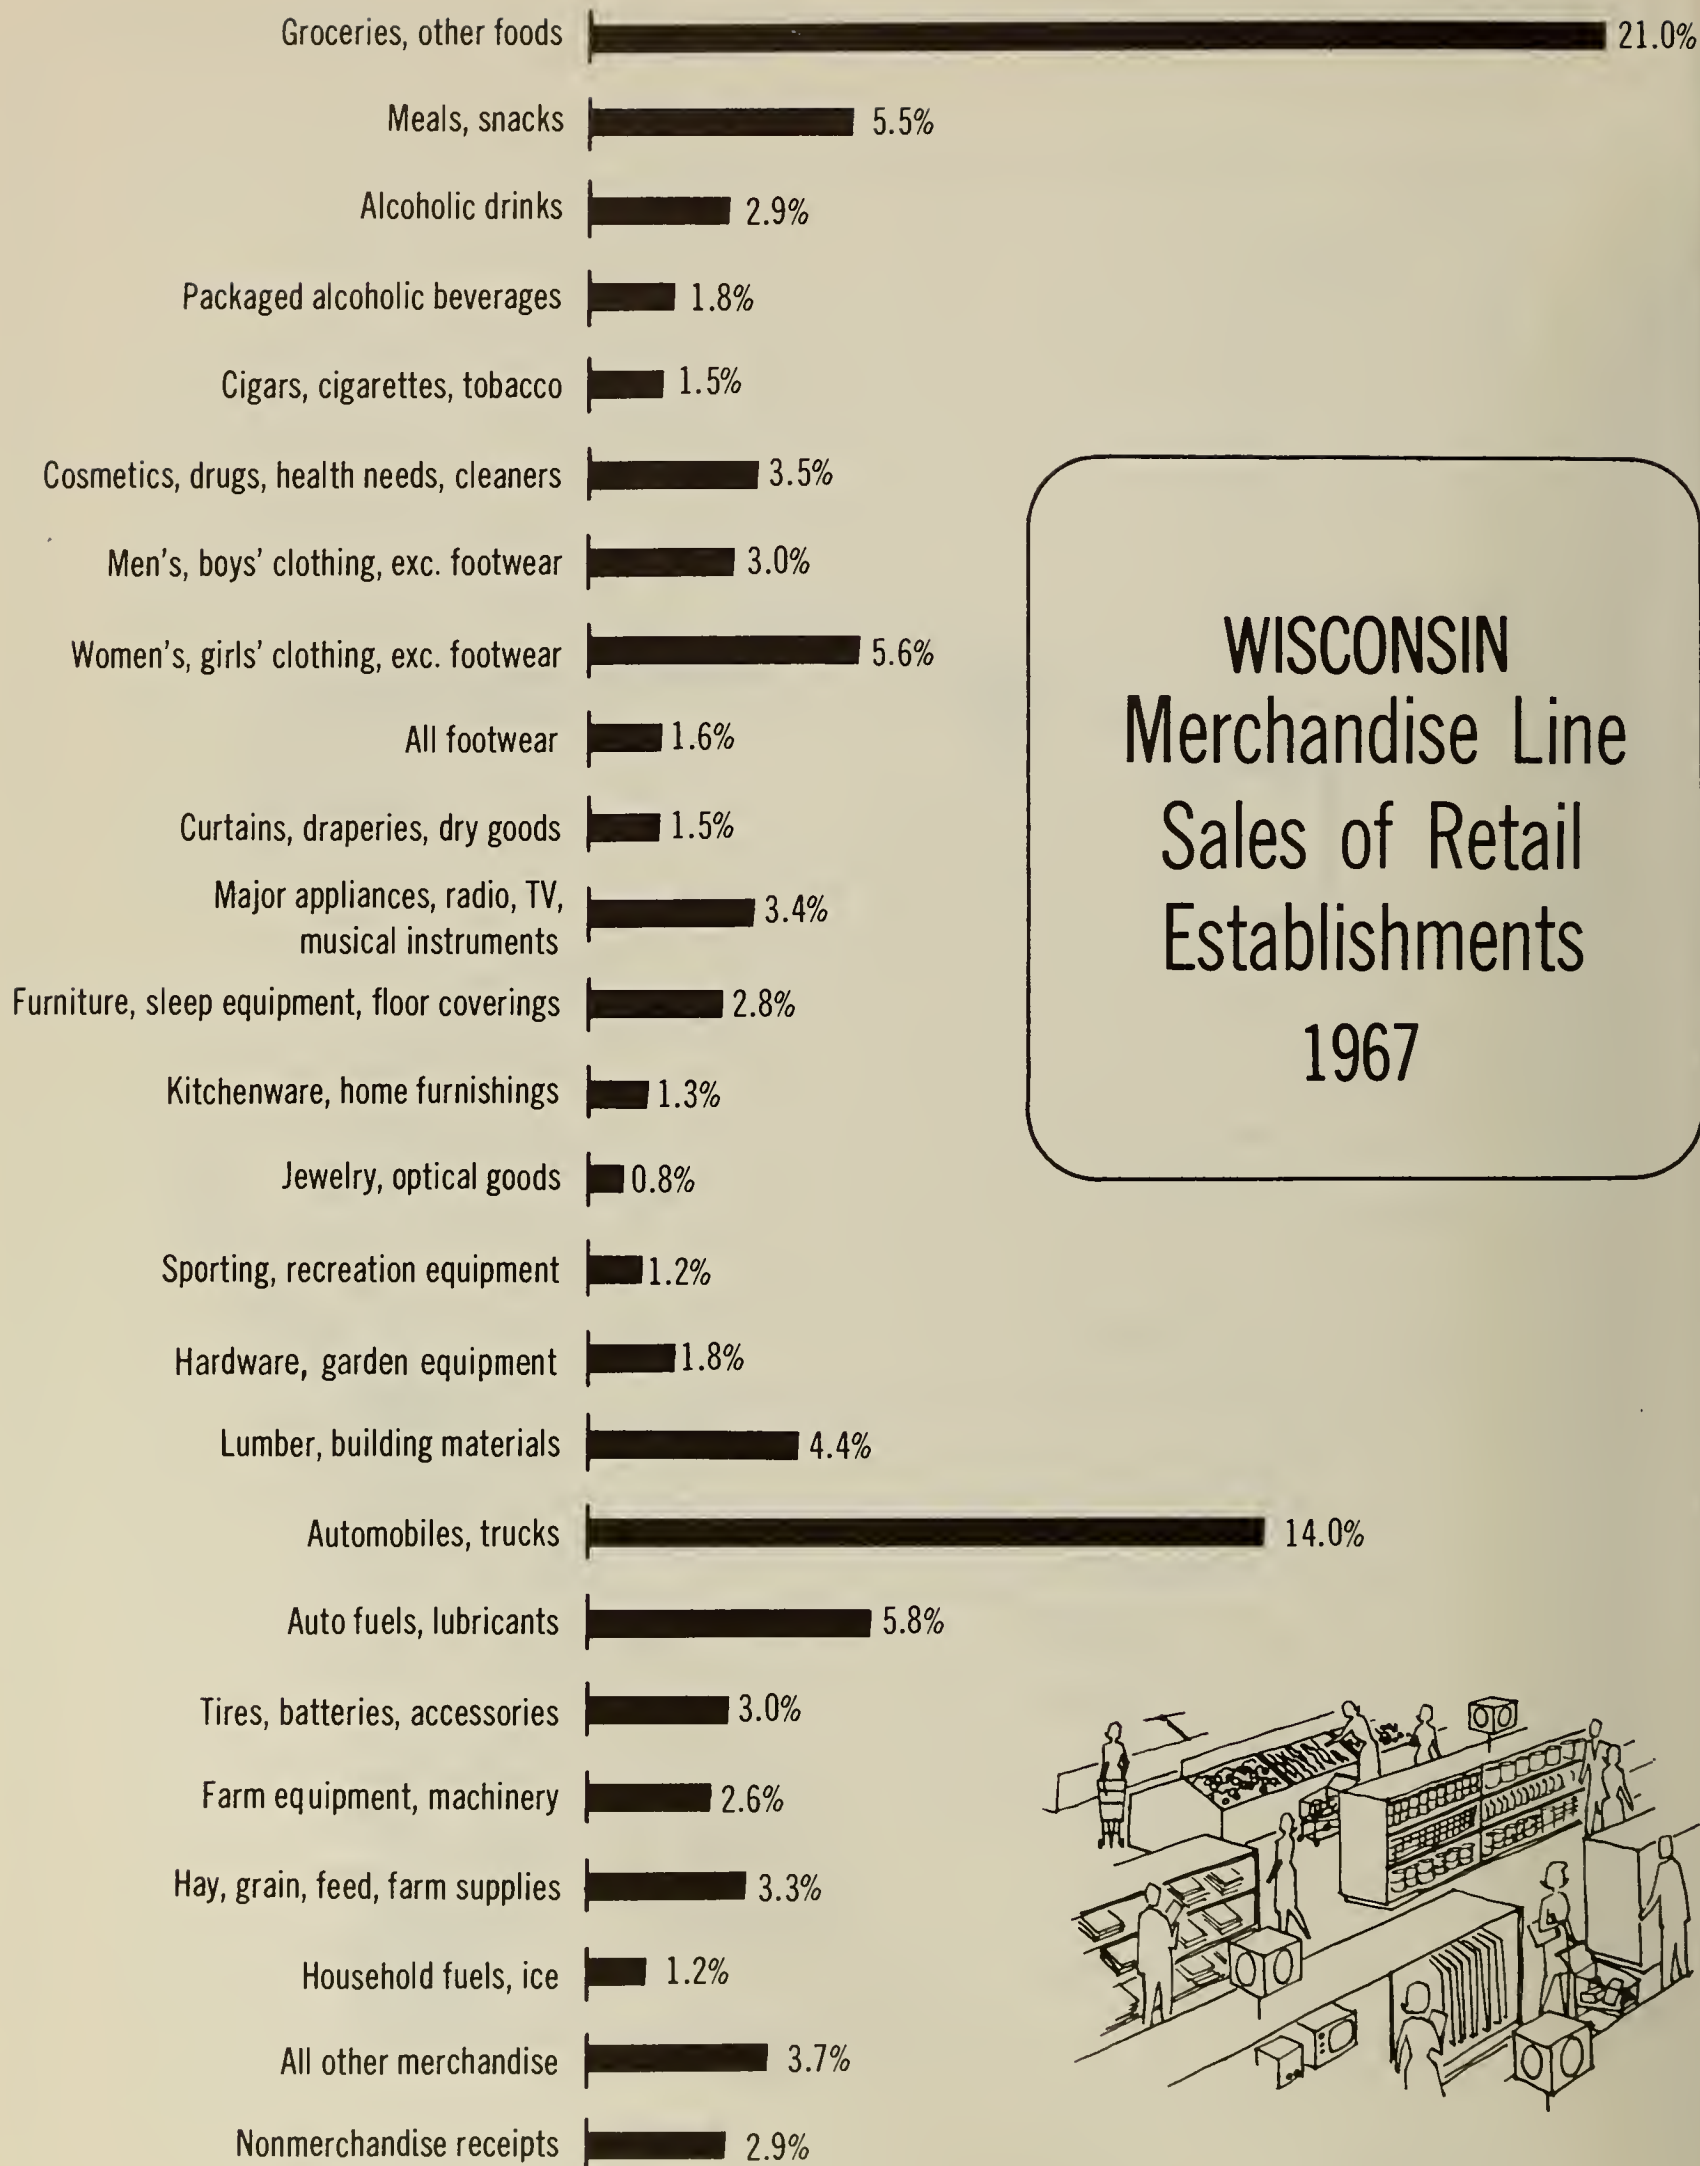 Groceries, other foods 21.0%
Meals, snacks 5.5%
Alcoholic drinks 2.9%
Packaged alcoholic beverages 1.8%
Cigars, cigarettes, tobacco 1.5%
Cosmetics, drugs, health needs, cleaners 3.5%
Men's, boys' clothing, exc. footwear 3.0%
Women's, girls' clothing, exc. footwear 5.6%
All footwear 1.6%
Curtains, draperies, dry goods 1.5%
Major appliances, radio, TV,
musical instruments 3.4%
Furniture, sleep equipment, floor coverings 2.8%
Kitchenware, home furnishings 1.3%
Jewelry, optical goods 0.8%
Sporting, recreation equipment 1.2%
Hardware, garden equipment 1.8%
Lumber, building materials 4.4%
Automobiles, trucks 14.0%
Auto fuels, lubricants 5.8%
Tires, batteries, accessories 3.0%
Farm equipment, machinery 2.6%
Hay, grain, feed, farm supplies 3.3%
Household fuels, ice 1.2%
All other merchandise 3.7%
Nonmerchandise receipts 2.9%
WISCONSIN
Merchandise Line
Sales of Retail
Establishments
1967